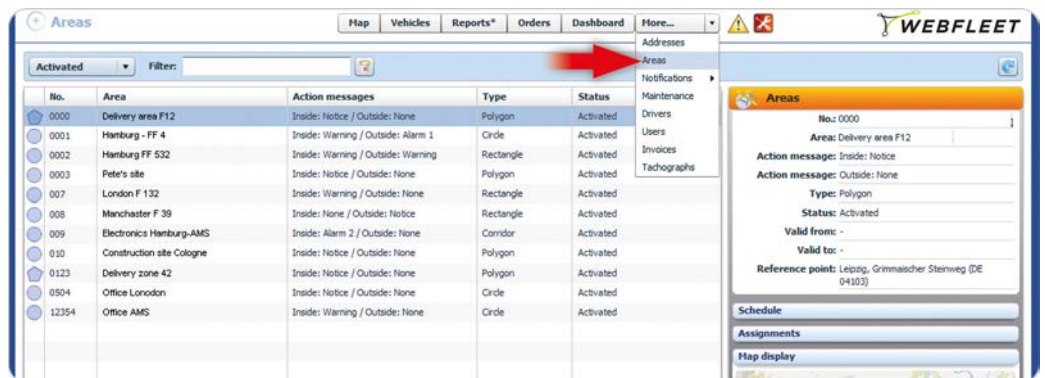 Areas
Map Vehicles Reports* Orders Dashboard More...
WEBFLEET
Addresses
Areas
Notifications
Maintenance
Drivers
Users
Invoices
Tachographs
Activated Filter:
No. Area Action messages Type Status
0000 Delivery area F12 Inside: Notice / Outside: None Polygon Activated
0001 Hamburg - FF 4 Inside: Warning / Outside: Alarm 1 Circle Activated
0002 Hamburg FF 532 Inside: Warning / Outside: Warning Rectangle Activated
0003 Pete's site Inside: Notice / Outside: None Polygon Activated
007 London F 132 Inside: Warning / Outside: None Rectangle Activated
008 Manchaster F 39 Inside: None / Outside: Notice Rectangle Activated
009 Electronics Hamburg-AMS Inside: Alarm 2 / Outside: None Corridor Activated
010 Construction site Cologne Inside: Notice / Outside: None Polygon Activated
0123 Delivery zone 42 Inside: Notice / Outside: None Polygon Activated
0504 Office Lonodon Inside: Notice / Outside: None Circle Activated
12354 Office AMS Inside: Warning / Outside: None Circle Activated
Areas
No.: 0000
Area: Delivery area F12
Action message: Inside: Notice
Action message: Outside: None
Type: Polygon
Status: Activated
Valid from: -
Valid to: -
Reference point: Leipzig, Grimmaischer Steinweg (DE
04103)
Schedule
Assignments
Map display